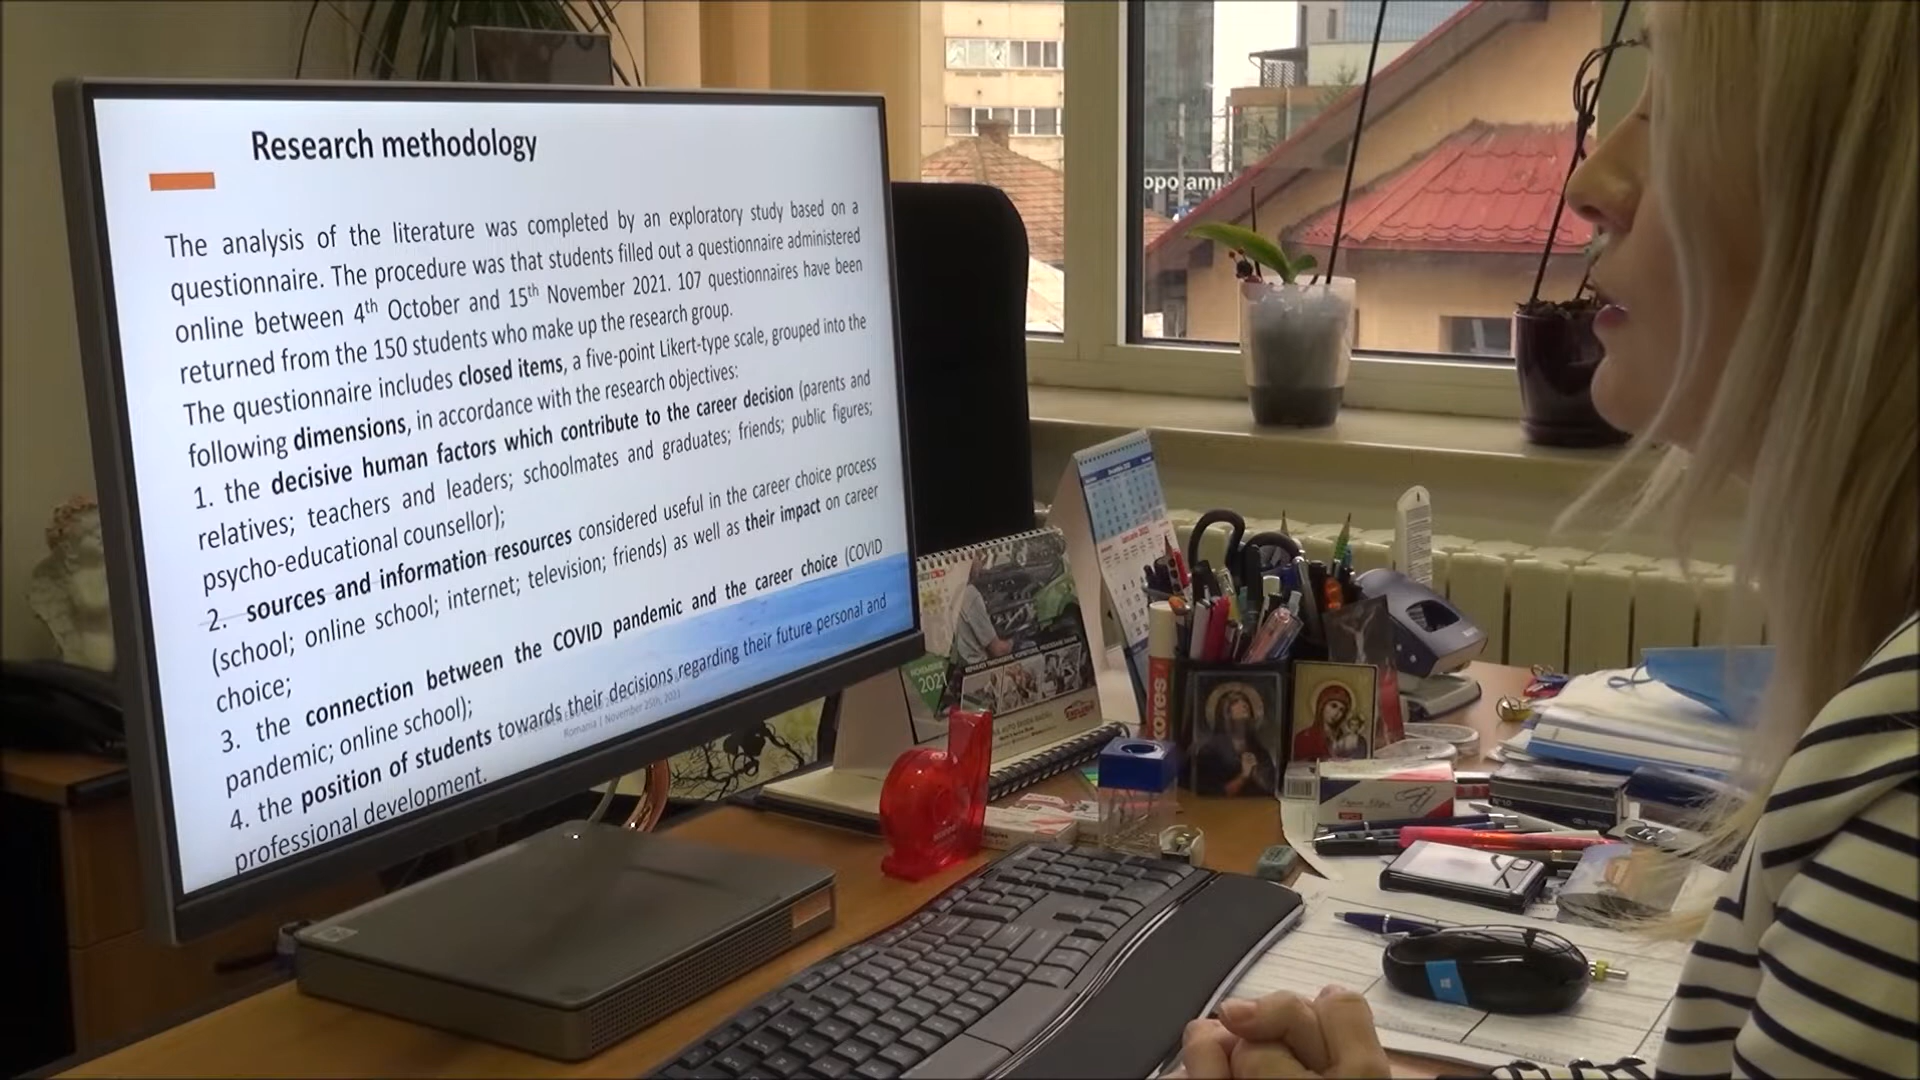 Research methodology
The analysis of the literature was completed by an exploratory study based on a
questionnaire. The procedure was that students filled out a questionnaire administered
online between 4th October and 15th November 2021. 107 questionnaires have been
returned from the 150 students who make up the research group.
The questionnaire includes closed items, a five-point Likert-type scale, grouped into the
following dimensions, in accordance with the research objectives:
1. the decisive human factors which contribute to the career decision (parents and
relatives; teachers and leaders; schoolmates and graduates; friends; public figures;
psycho-educational counsellor);
2. sources and information resources considered useful in the career choice process
(school; online school; internet; television; friends) as well as their impact on career
choice;
3. the connection between the COVID pandemic and the career choice (COVID
pandemic; online school);
4. the position of students towards their decisions regarding their future personal and
professional development.
Romania | November 25th, 2021
opotami
NOIEMBRIE
2021
kores